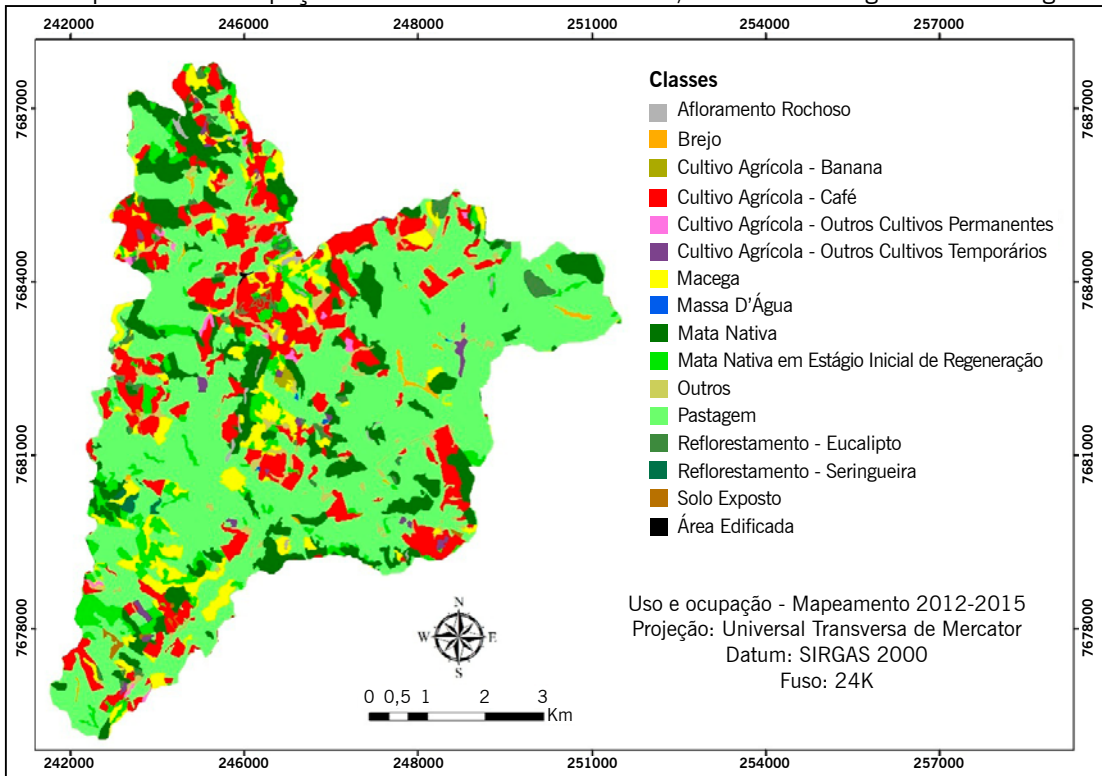 242000 246000 248000 251000 254000 257000
7687000
7684000
7681000
7678000
Classes
Afloramento Rochoso
Brejo
Cultivo Agrícola - Banana
Cultivo Agrícola - Café
Cultivo Agrícola - Outros Cultivos Permanentes
Cultivo Agrícola - Outros Cultivos Temporários
Macega
Massa D'Água
Mata Nativa
Mata Nativa em Estágio Inicial de Regeneração
Outros
Pastagem
Reflorestamento - Eucalipto
Reflorestamento - Seringueira
Solo Exposto
Área Edificada
7687000
7684000
7681000
7678000
Uso e ocupação - Mapeamento 2012-2015
Projeção: Universal Transversa de Mercator
Datum: SIRGAS 2000
Fuso: 24K
N
W E
S
0 0,5 1 2 3
Km
242000 246000 248000 251000 254000 257000